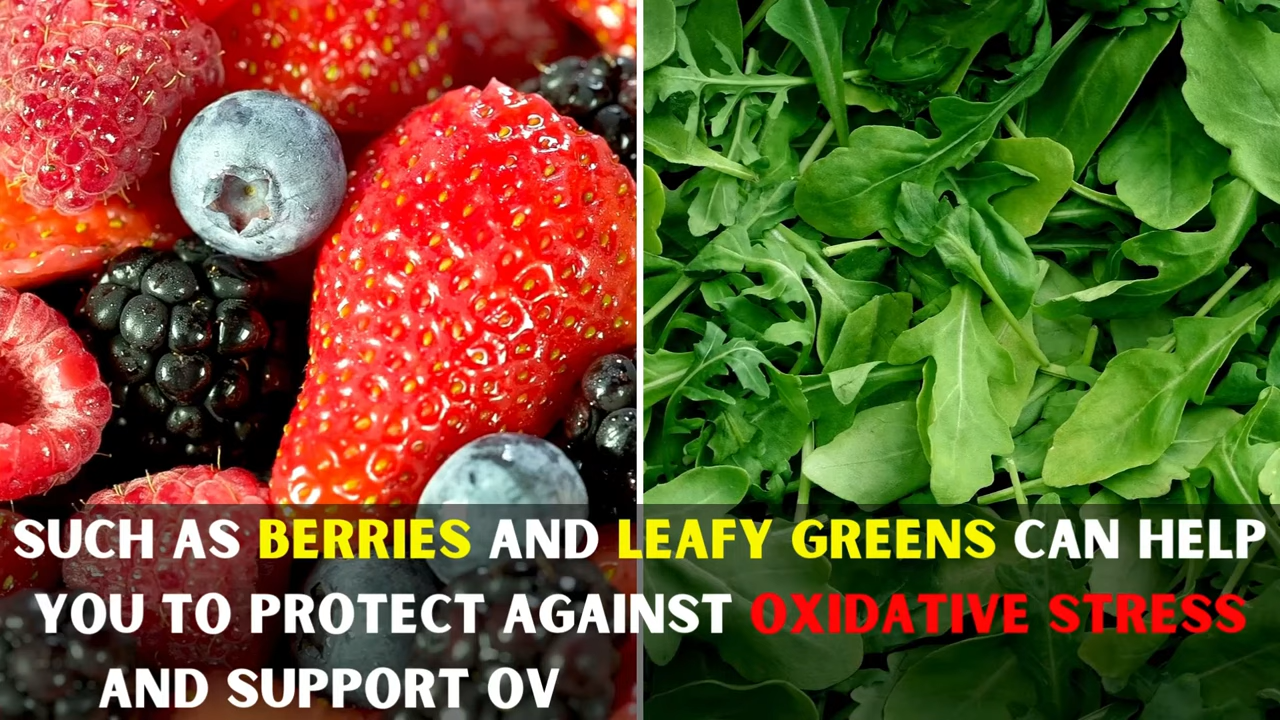 SUCH AS BERRIES AND LEAFY GREENS CAN HELP
YOU TO PROTECT AGAINST OXIDATIVE STRESS
AND SUPPORT OV